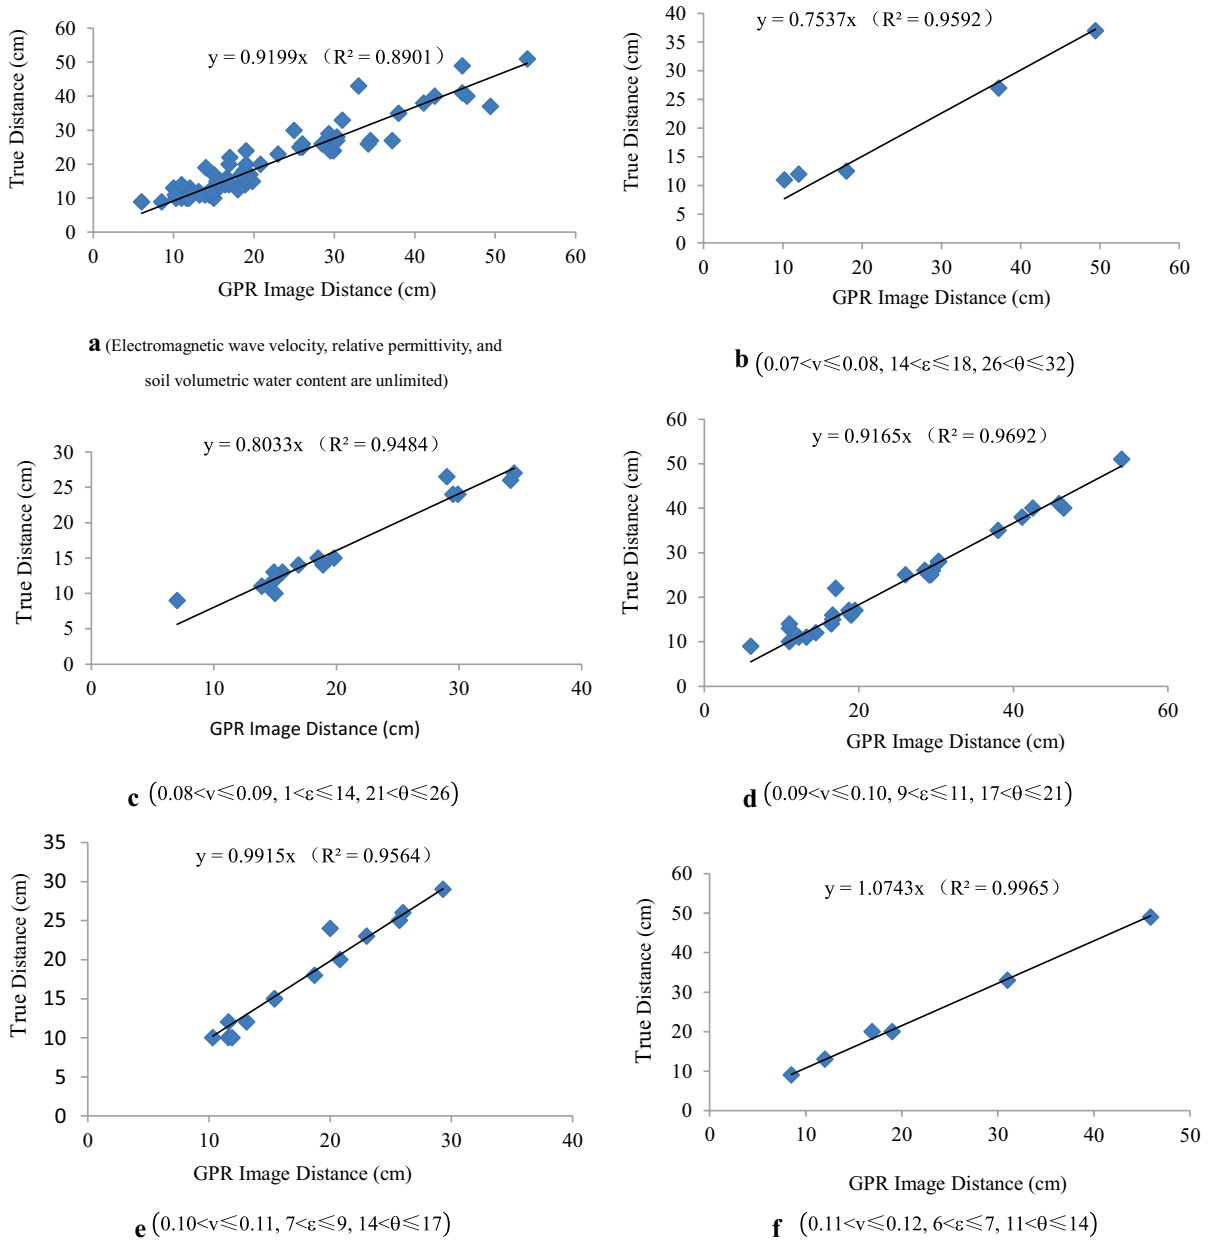 y = 0.9199x （R² = 0.8901)
True Distance (cm)
60
50
40
30
20
10
0
0 10 20 30 40 50 60
GPR Image Distance (cm)
a (Electromagnetic wave velocity, relative permittivity, and
soil volumetric water content are unlimited)
y = 0.7537x （R² = 0.9592）
True Distance (cm)
40
35
30
25
20
15
10
5
0
0 10 20 30 40 50 60
GPR Image Distance (cm)
b (0.07<v≤0.08, 14<ε≤18, 26<θ≤32)
y = 0.8033x （R² = 0.9484）
True Distance (cm)
30
25
20
15
10
5
0
0 10 20 30 40
GPR Image Distance (cm)
c (0.08<v≤0.09, 1<ε≤14, 21<θ≤26)
y = 0.9165x （R² = 0.9692）
True Distance (cm)
60
50
40
30
20
10
0
0 20 40 60
GPR Image Distance (cm)
d (0.09<v≤0.10, 9<ε≤11, 17<θ≤21)
y = 0.9915x （R² = 0.9564）
True Distance (cm)
35
30
25
20
15
10
5
0
0 10 20 30 40
GPR Image Distance (cm)
e (0.10<v≤0.11, 7<ε≤9, 14<θ≤17)
y = 1.0743x （R² = 0.9965）
True Distance (cm)
60
50
40
30
20
10
0
0 10 20 30 40 50
GPR Image Distance (cm)
f (0.11<v≤0.12, 6<ε≤7, 11<θ≤14)